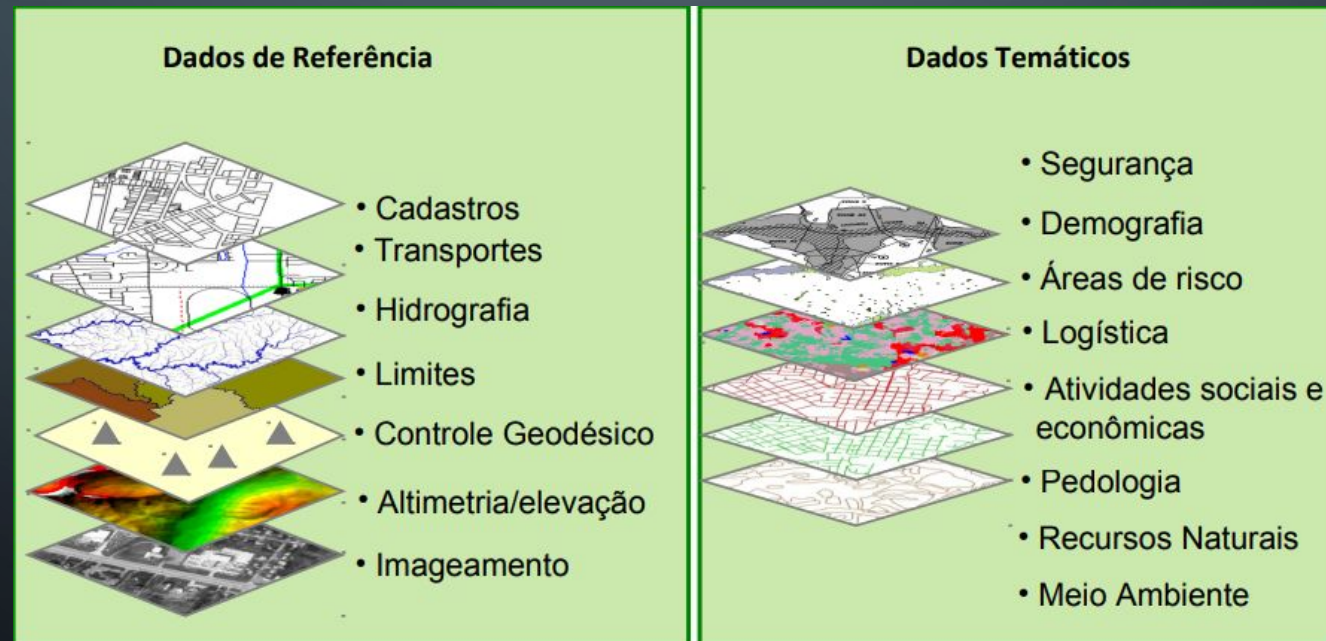 Dados de Referência
• Cadastros
• Transportes
• Hidrografia
• Limites
• Controle Geodésico
• Altimetria/elevação
• Imageamento
Dados Temáticos
• Segurança
• Demografia
• Áreas de risco
• Logística
• Atividades sociais e
econômicas
• Pedologia
• Recursos Naturais
• Meio Ambiente